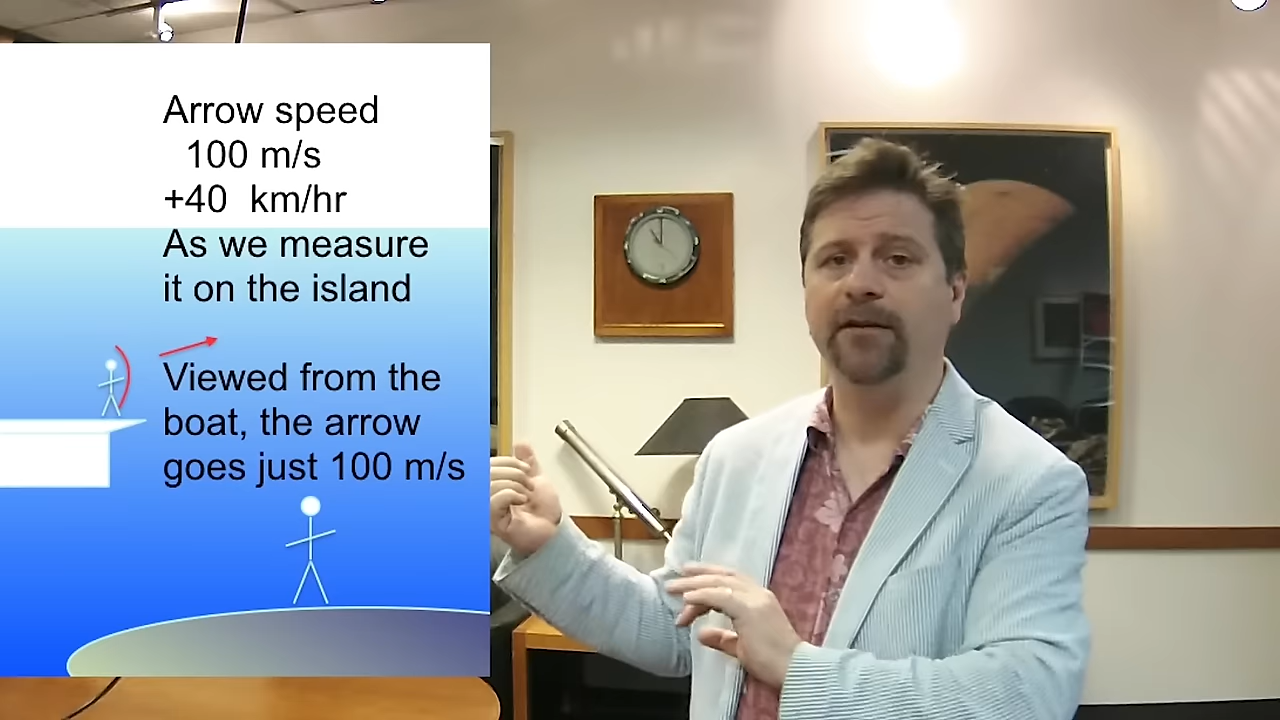 Arrow speed
100 m/s
+40 km/hr
As we measure
it on the island
Viewed from the
boat, the arrow
goes just 100 m/s